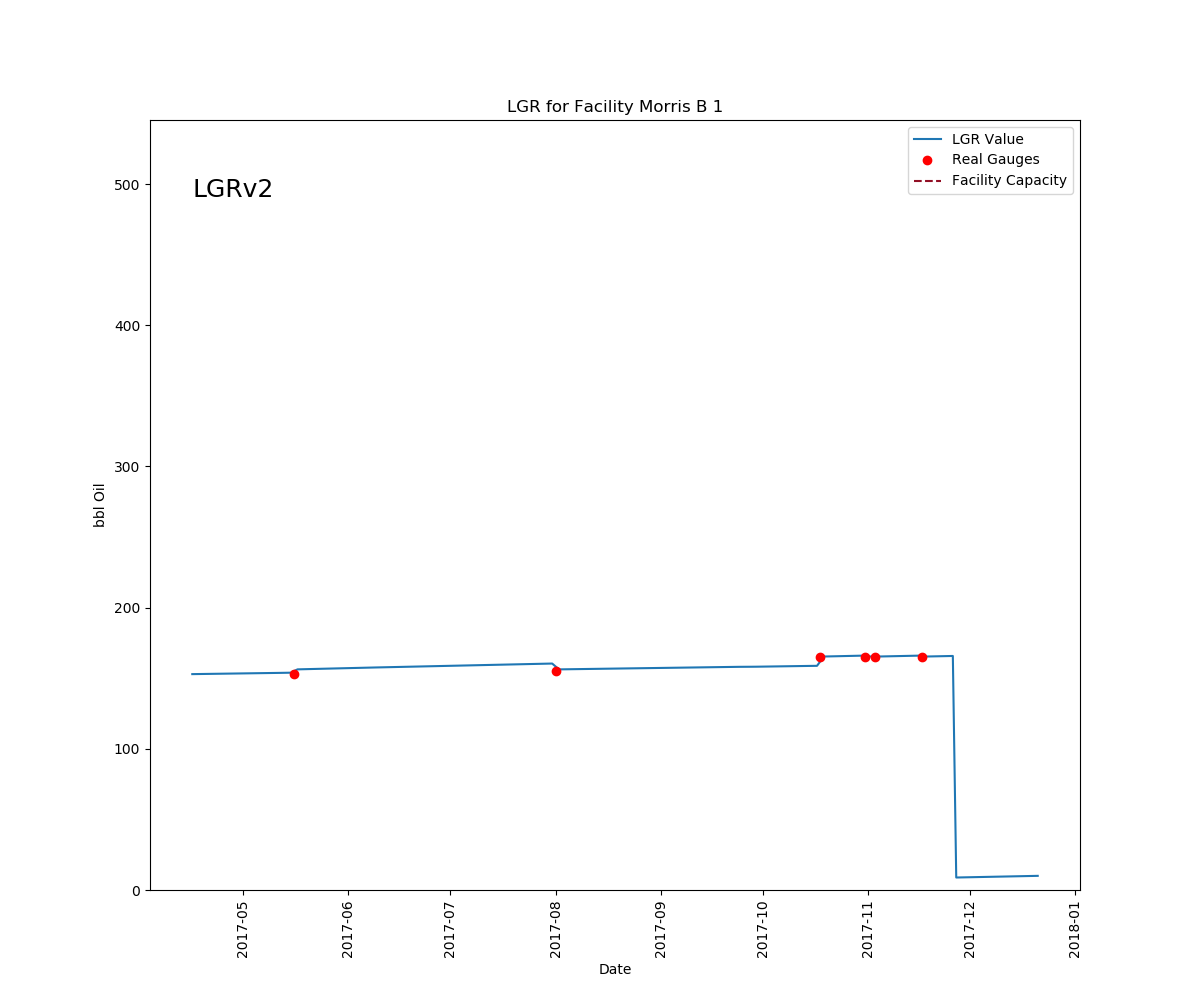 LGR for Facility Morris B 1
LGRv2
LGR Value
Real Gauges
Facility Capacity
bbl Oil
500
400
300
200
100
0
2017-05
2017-06
2017-07
2017-08
2017-09
2017-10
2017-11
2017-12
2018-01
Date